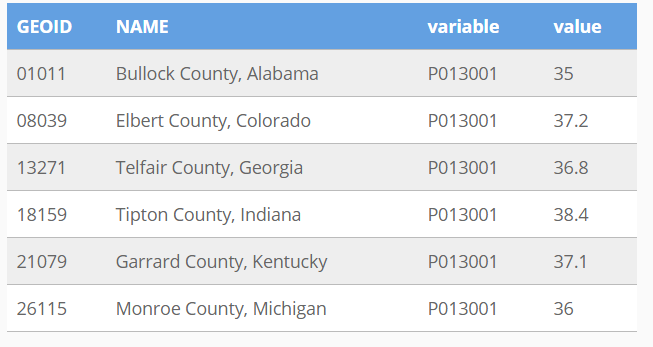 GEOID NAME variable value
01011 Bullock County, Alabama P013001 35
08039 Elbert County, Colorado P013001 37.2
13271 Telfair County, Georgia P013001 36.8
18159 Tipton County, Indiana P013001 38.4
21079 Garrard County, Kentucky P013001 37.1
26115 Monroe County, Michigan P013001 36